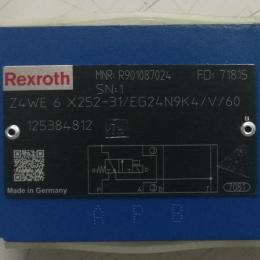 Rexroth
MNR: R901087024 FD: 71815
SN:1
Z4WE 6 X252-31/EG24N9K4/V/60
125384812
Made in Germany
P A B T
7081
A P B